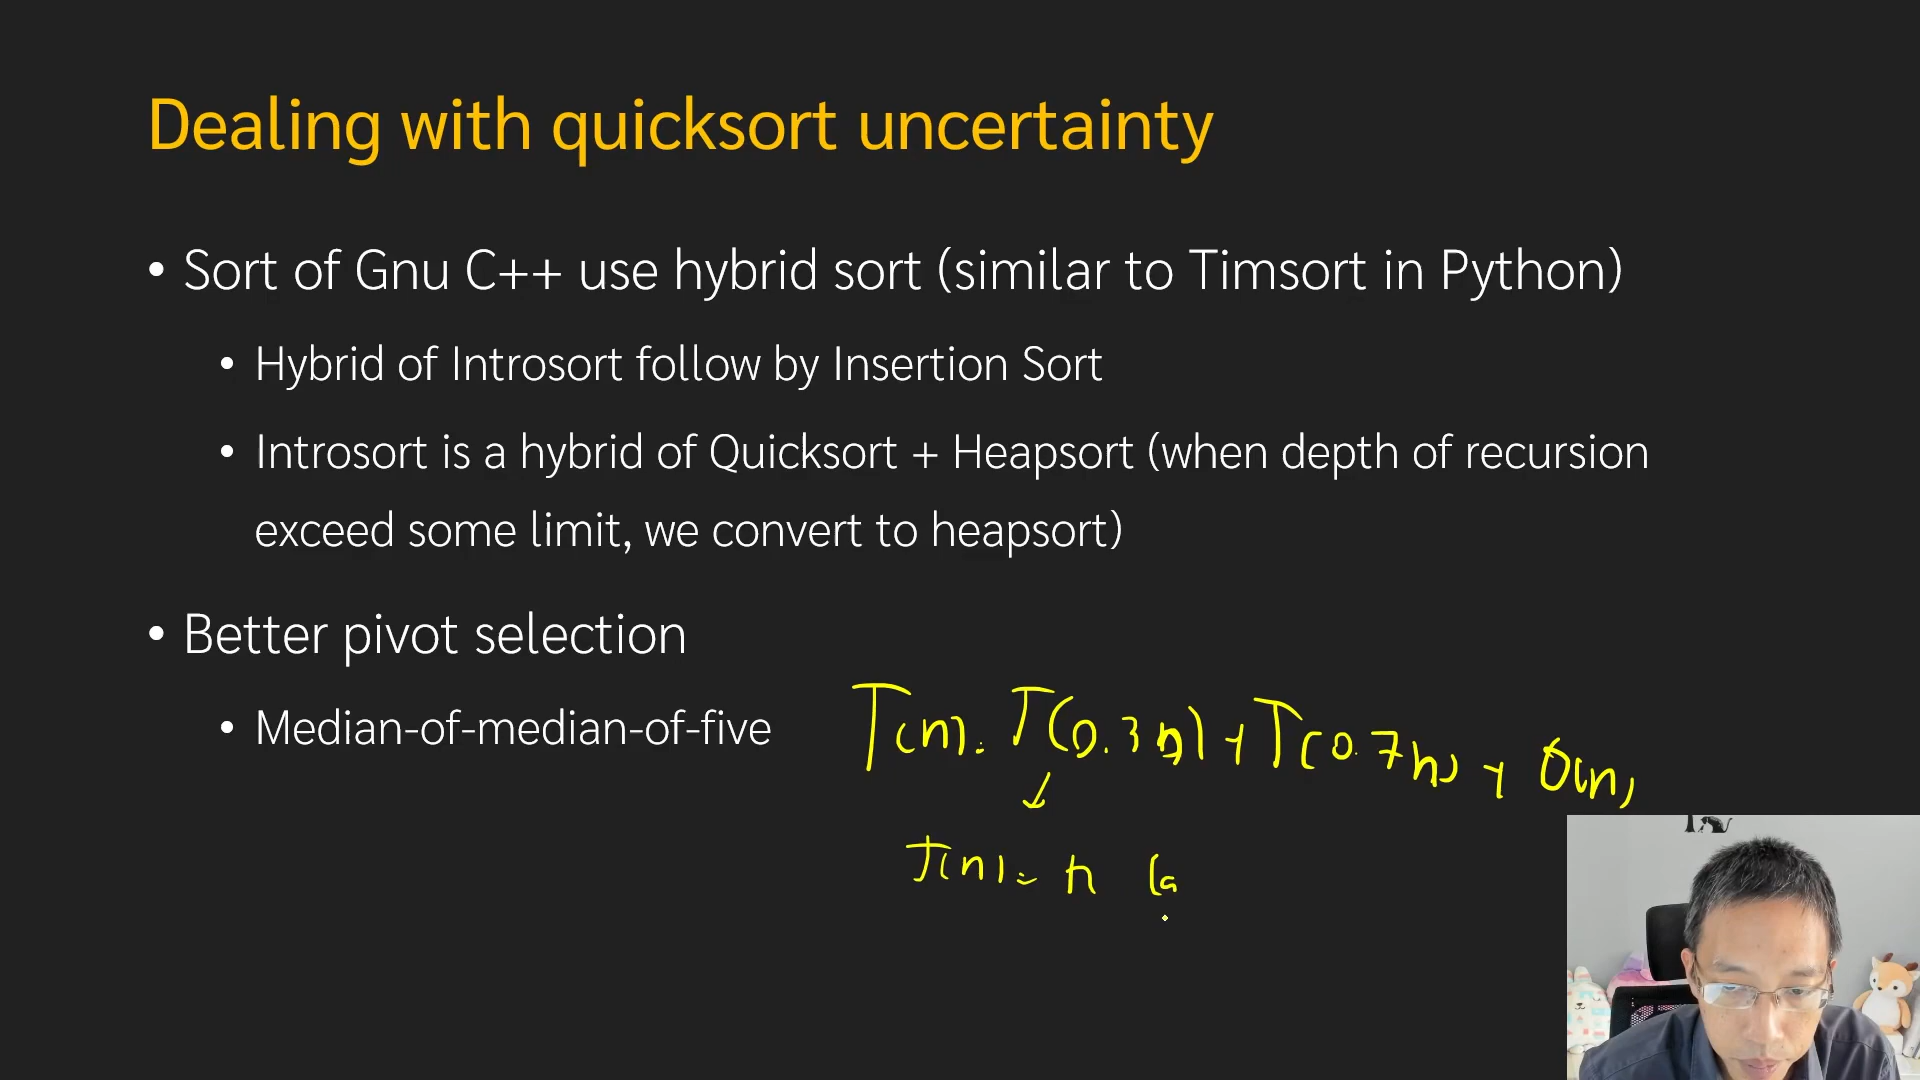 Dealing with quicksort uncertainty
• Sort of Gnu C++ use hybrid sort (similar to Timsort in Python)
• Hybrid of Introsort follow by Insertion Sort
• Introsort is a hybrid of Quicksort + Heapsort (when depth of recursion
exceed some limit, we convert to heapsort)
• Better pivot selection
• Median-of-median-of-five
T(n) = T(0.3n) + T(0.7n) + O(n)
T(n) = n